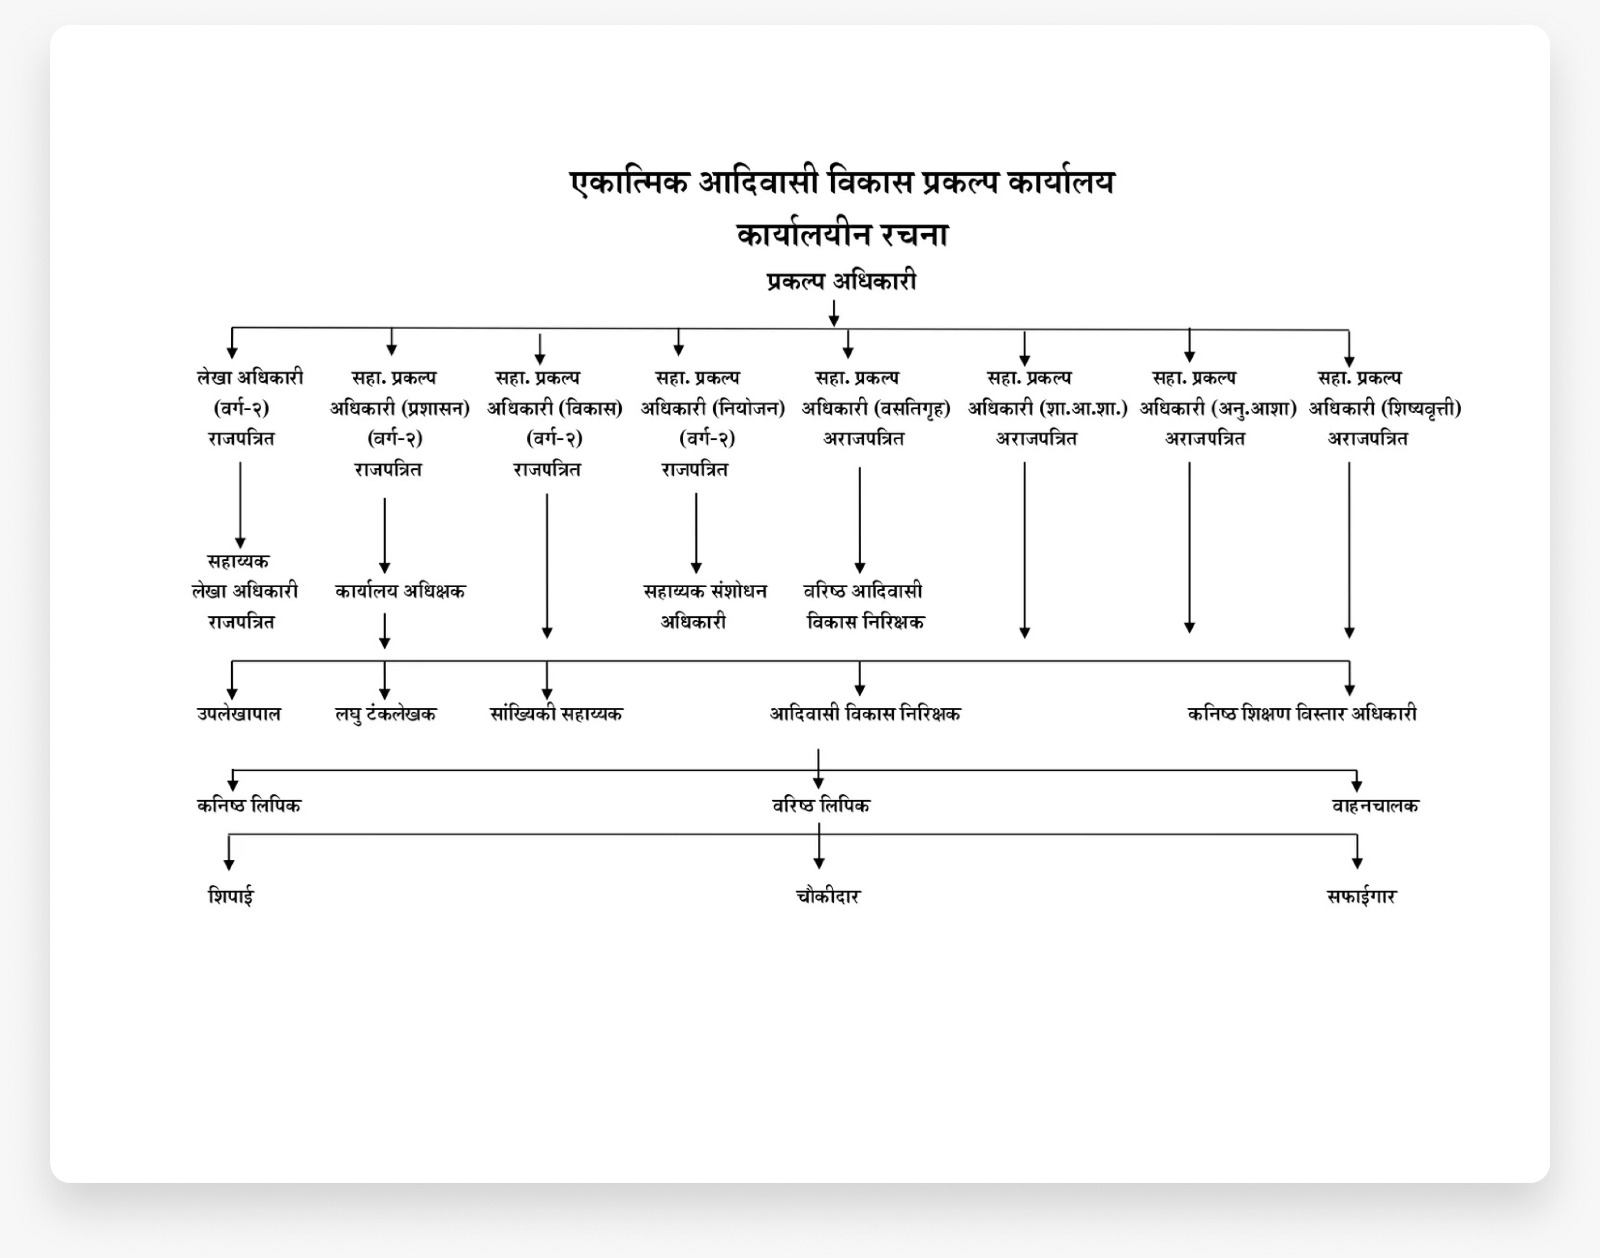 एकात्मिक आदिवासी विकास प्रकल्प कार्यालय
कार्यालयीन रचना
प्रकल्प अधिकारी
लेखा अधिकारी
(वर्ग-२)
राजपत्रित
सहा. प्रकल्प
अधिकारी (प्रशासन)
(वर्ग-२)
राजपत्रित
सहा. प्रकल्प
अधिकारी (विकास)
(वर्ग-२)
राजपत्रित
सहा. प्रकल्प
अधिकारी (नियोजन)
(वर्ग-२)
राजपत्रित
सहा. प्रकल्प
अधिकारी (वसतिगृह)
अराजपत्रित
सहा. प्रकल्प
अधिकारी (शा.आ.शा.)
अराजपत्रित
सहा. प्रकल्प
अधिकारी (अनु.आशा)
अराजपत्रित
सहा. प्रकल्प
अधिकारी (शिष्यवृत्ती)
अराजपत्रित
सहाय्यक
लेखा अधिकारी
राजपत्रित
कार्यालय अधिक्षक
सहाय्यक संशोधन
अधिकारी
वरिष्ठ आदिवासी
विकास निरिक्षक
उपलेखापाल
लघु टंकलेखक
सांख्यिकी सहाय्यक
आदिवासी विकास निरिक्षक
कनिष्ठ शिक्षण विस्तार अधिकारी
कनिष्ठ लिपिक
वरिष्ठ लिपिक
वाहनचालक
शिपाई
चौकीदार
सफाईगार